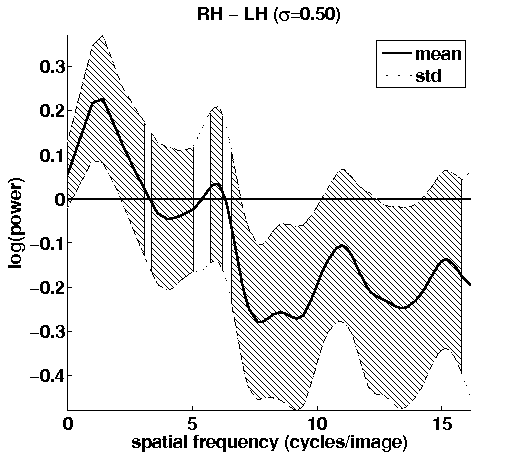 RH − LH (σ=0.50)
mean
std
log(power)
0.3
0.2
0.1
0
−0.1
−0.2
−0.3
−0.4
0 5 10 15
spatial frequency (cycles/image)